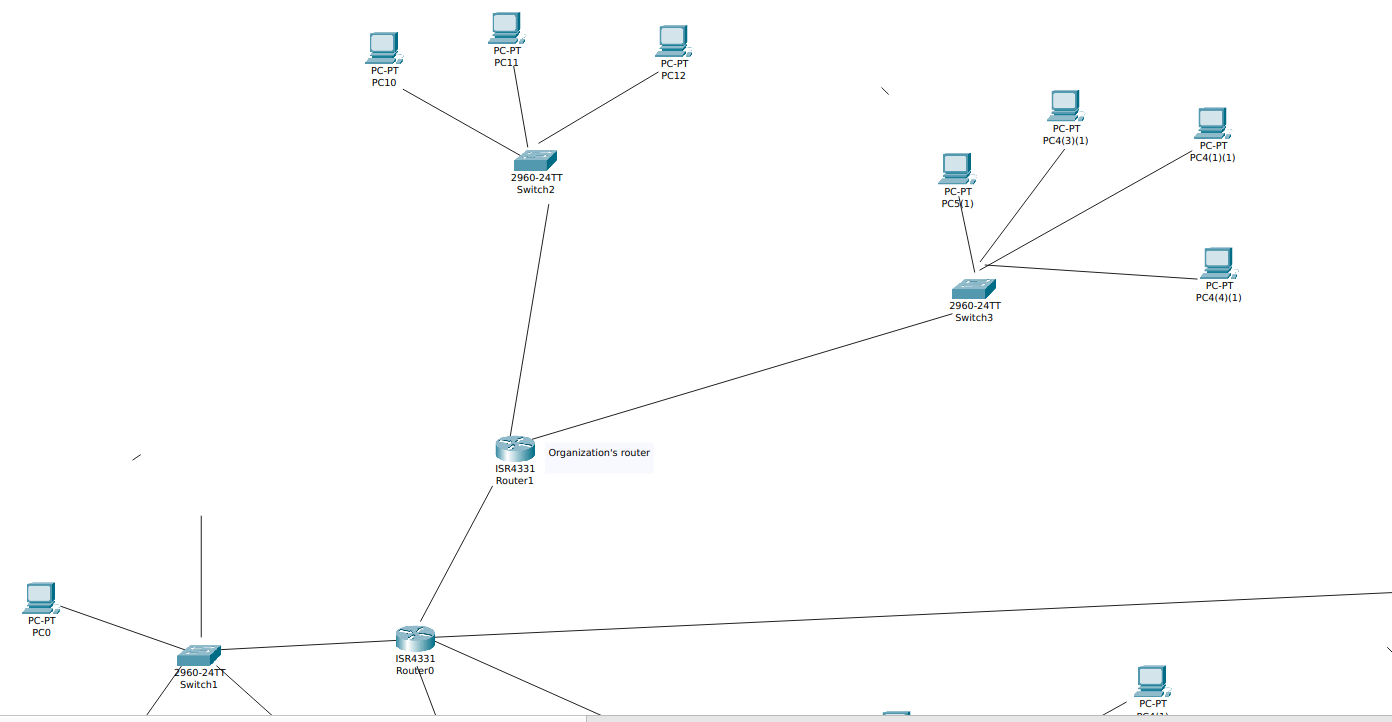 PC-PT
PC11
PC-PT
PC10
PC-PT
PC12
PC-PT
PC4(3)(1)
PC-PT
PC4(1)(1)
2960-24TT
Switch2
PC-PT
PC5(1)
PC-PT
PC4(4)(1)
2960-24TT
Switch3
Organization's router
ISR4331
Router1
PC-PT
PC0
ISR4331
Router0
2960-24TT
Switch1
PC-PT
PC4(1)